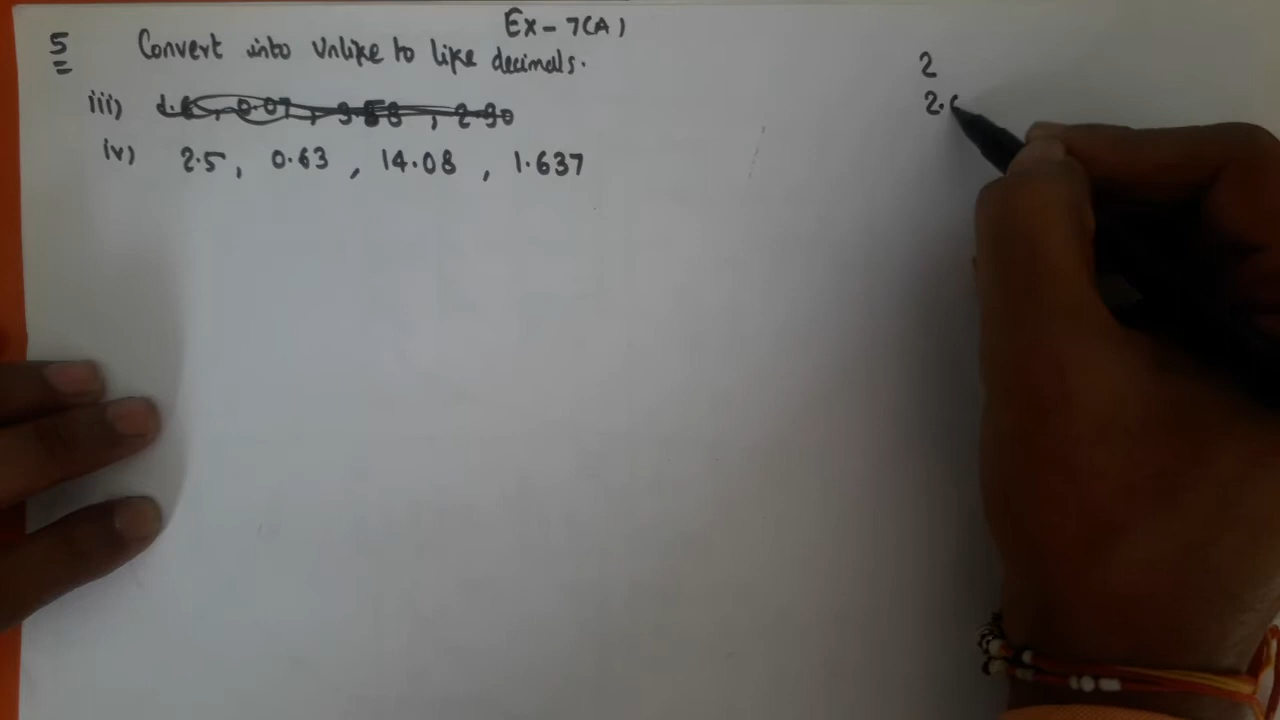 Ex - 7(A)
5 Convert into Unlike to like decimals.
iii)
iv) 2.5, 0.63, 14.08, 1.637
2
2.